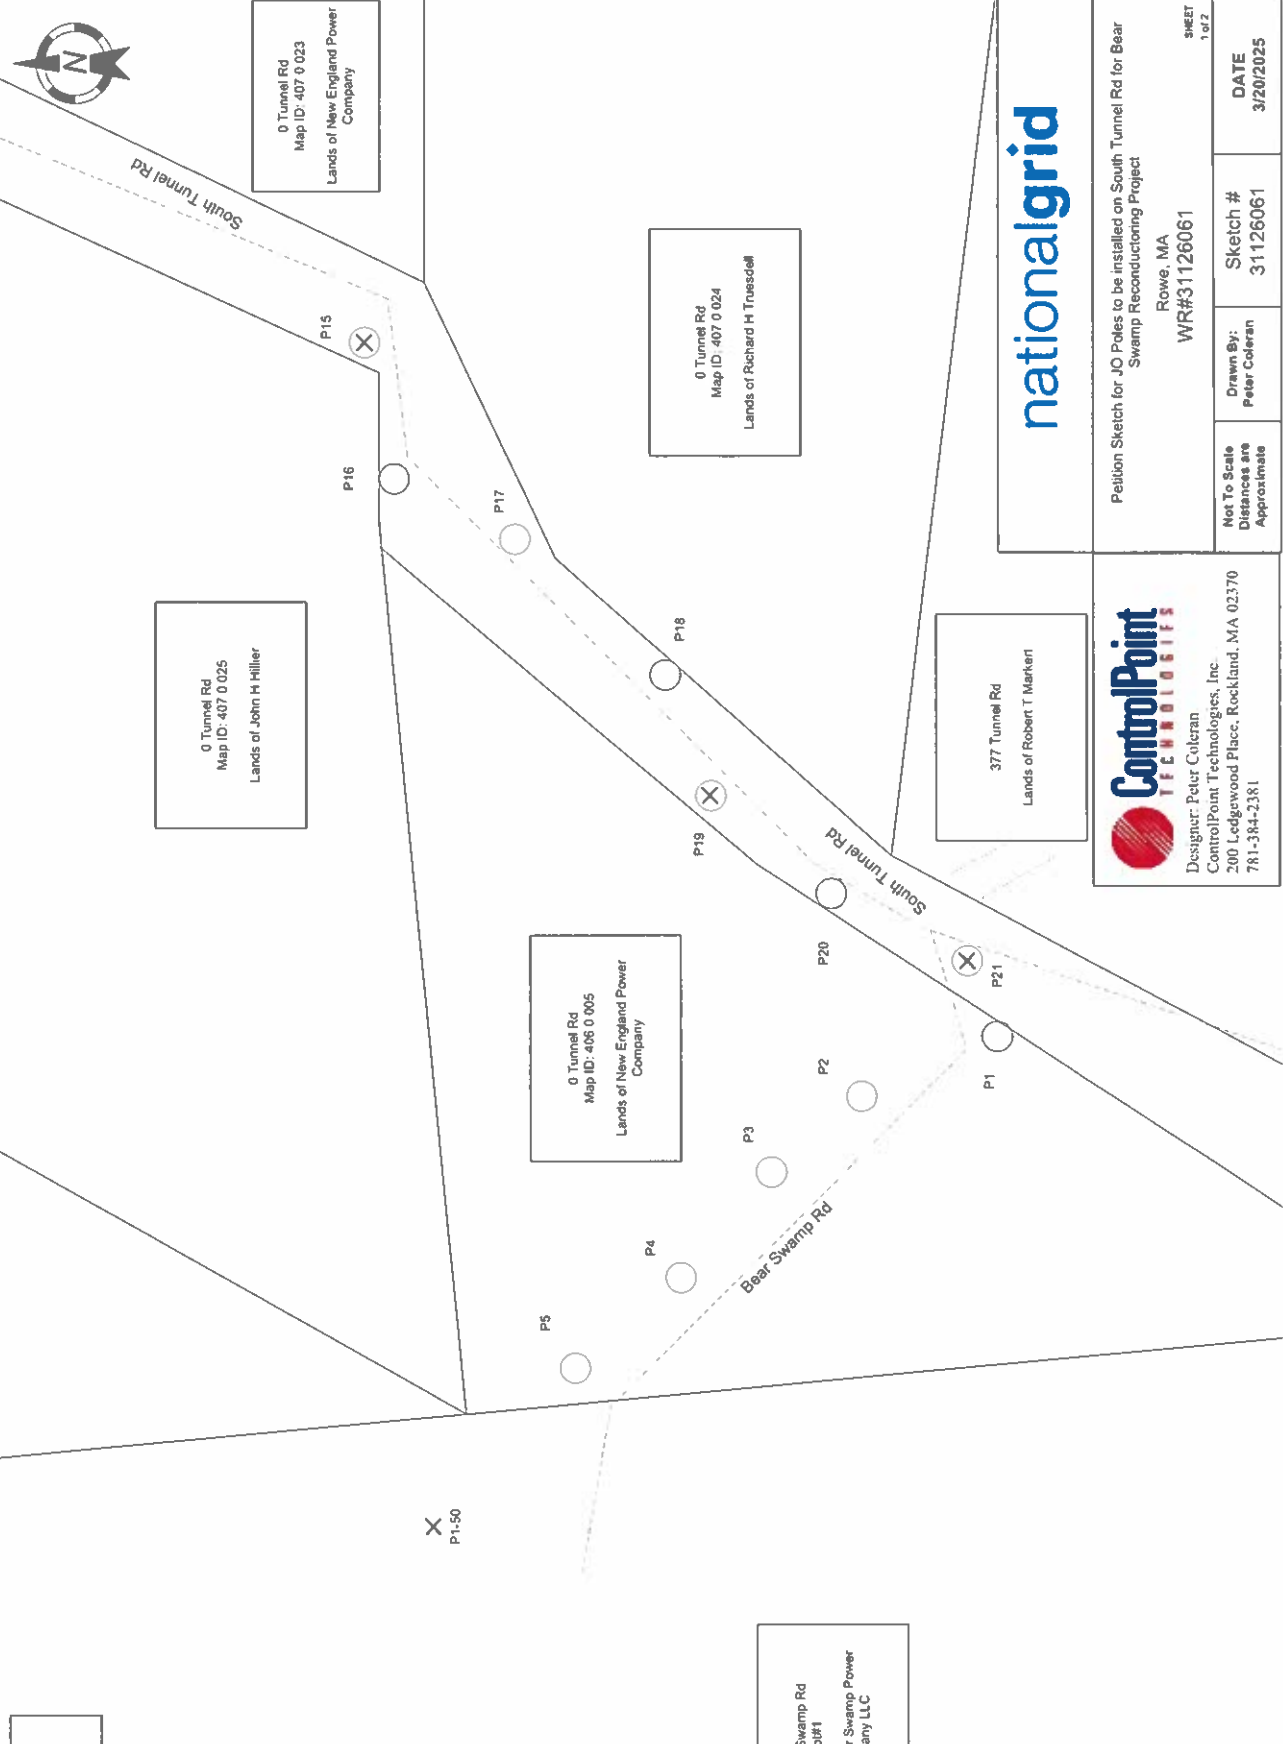 N
0 Tunnel Rd
Map ID: 407 0 023
Lands of New England Power
Company
South Tunnel Rd
P15
P16
P17
P18
P19
P20
P21
0 Tunnel Rd
Map ID: 407 0 024
Lands of Richard H Truesdell
0 Tunnel Rd
Map ID: 407 0 025
Lands of John H Hillier
377 Tunnel Rd
Lands of Robert T Markert
South Tunnel Rd
0 Tunnel Rd
Map ID: 406 0 005
Lands of New England Power
Company
P1
P2
P3
P4
P5
Bear Swamp Rd
P1-50
Swamp Rd
Swamp Power
any LLC
ControlPoint
TECHNOLOGIES
Designer: Peter Coleran
ControlPoint Technologies, Inc.
200 Ledgewood Place, Rockland, MA 02370
781-384-2381
nationalgrid
Petition Sketch for JO Poles to be installed on South Tunnel Rd for Bear
Swamp Reconductoring Project
Rowe, MA
WR#31126061
SHEET
1 of 2
Not To Scale
Distances are
Approximate
Drawn By:
Peter Coleran
Sketch #
31126061
DATE
3/20/2025